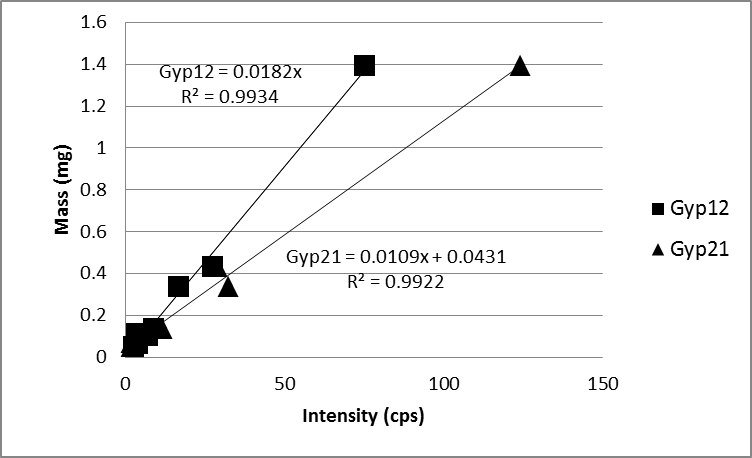 1.6
1.4
1.2
1
0.8
0.6
0.4
0.2
0
Mass (mg)
Gyp12 = 0.0182x
R² = 0.9934
Gyp21 = 0.0109x + 0.0431
R² = 0.9922
Gyp12
Gyp21
0 50 100 150
Intensity (cps)